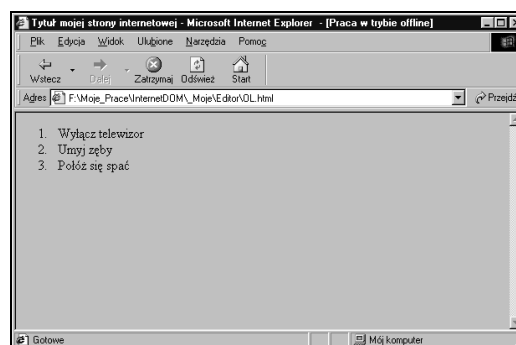 Tytuł mojej strony internetowej - Microsoft Internet Explorer - [Praca w trybie offline]
Plik Edycja Widok Ulubione Narzędzia Pomoc
Wstecz Dalej Zatrzymaj Odśwież Start
Adres F:\Moje_Prace\InternetDOM\_Moje\Editor\OL.html Przejdź
1. Wyłącz telewizor
2. Umyj zęby
3. Połóż się spać
Gotowe Mój komputer